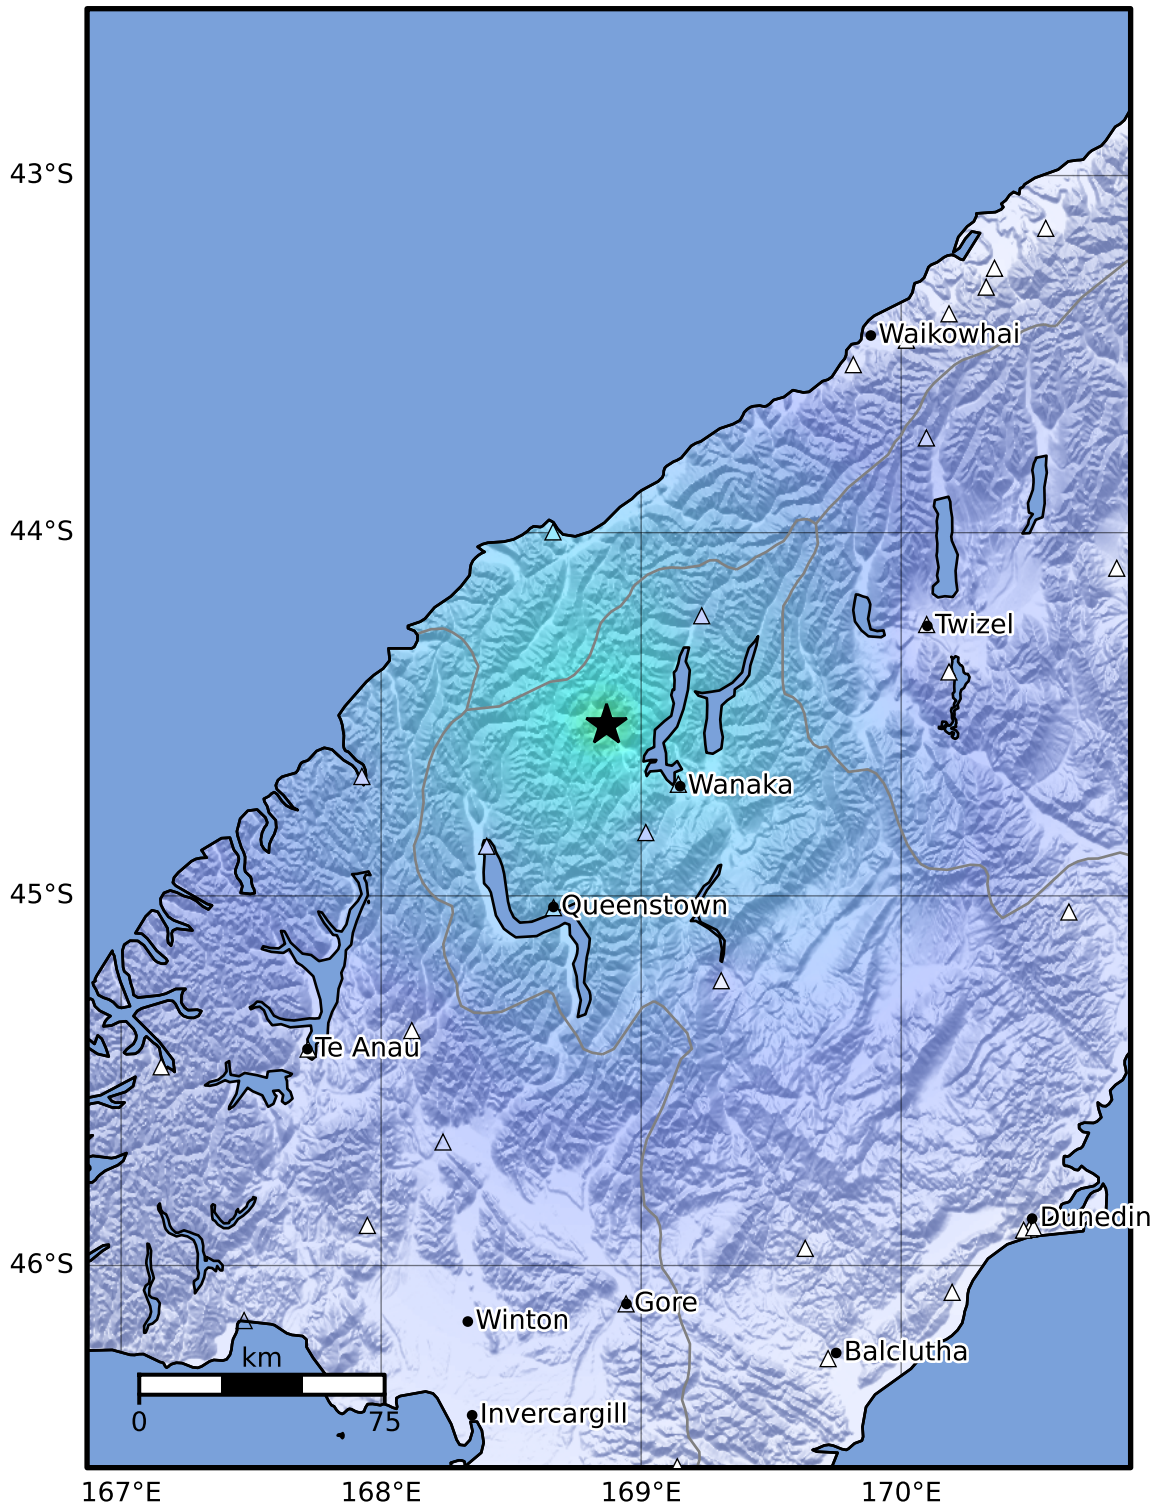 43°S
Waikowhai
44°S
Twizel
Wanaka
45°S
Queenstown
Te Anau
Dunedin
46°S
Gore
Winton
Balclutha
km
0
75
Invercargill
167°E
168°E
169°E
170°E